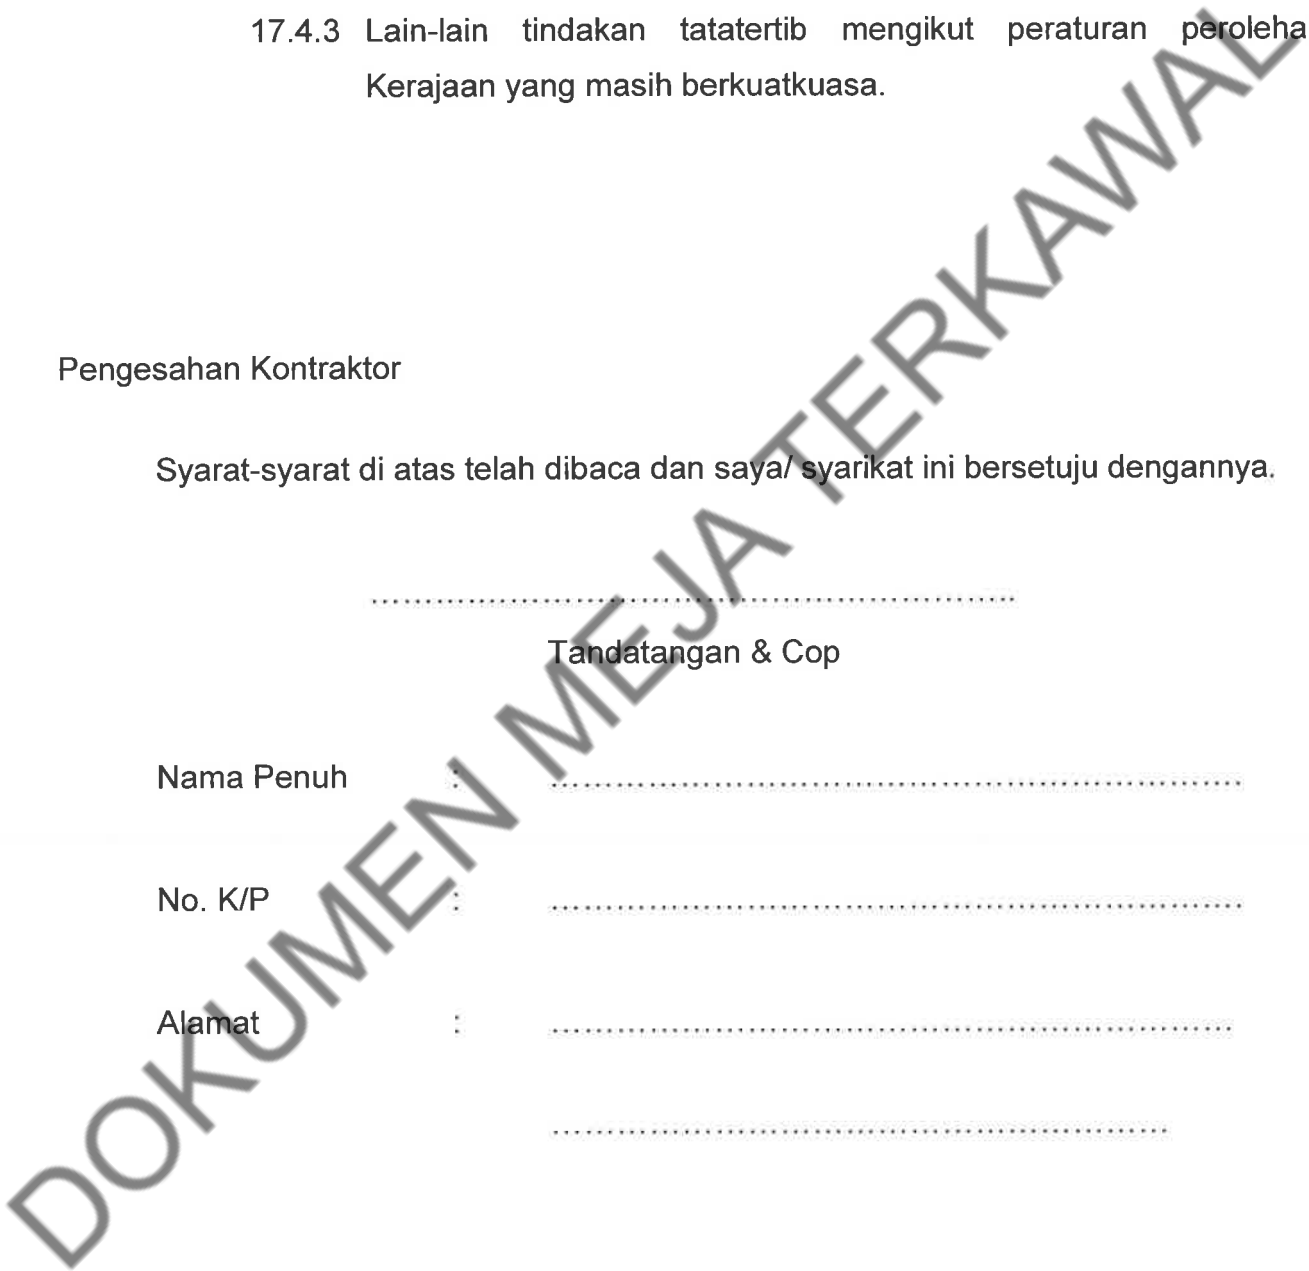 17.4.3 Lain-lain tindakan tatatertib mengikut peraturan peroleha
Kerajaan yang masih berkuatkuasa.
Pengesahan Kontraktor
Syarat-syarat di atas telah dibaca dan saya/ syarikat ini bersetuju dengannya.
..........................................................
Tandatangan & Cop
Nama Penuh : ..............................................................
No. K/P : ..............................................................
Alamat : .............................................................
........................................................
DOKUMEN MEJA TERKAWAL